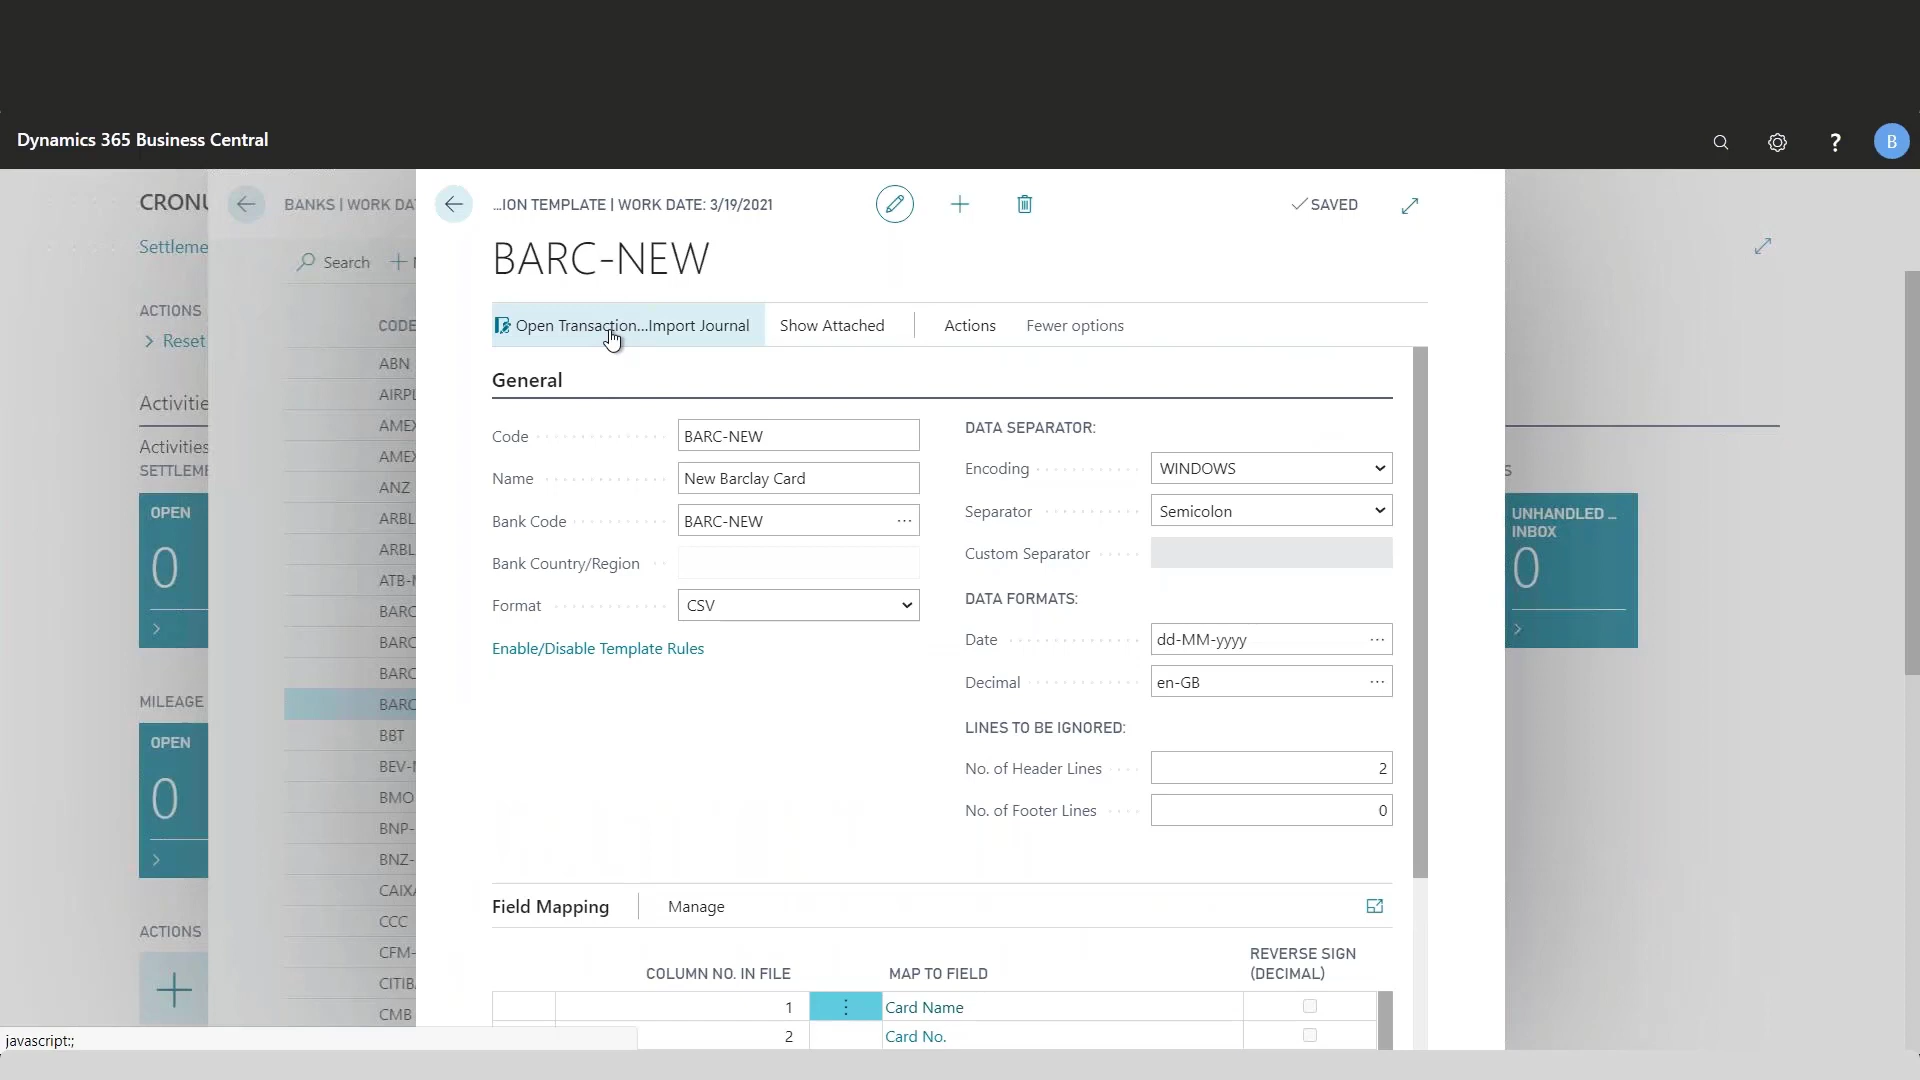 Dynamics 365 Business Central
B
CRONU
BANKS | WORK DA
...ION TEMPLATE | WORK DATE: 3/19/2021
SAVED
Settleme
Search
BARC-NEW
ACTIONS
Reset
CODE
Open Transaction...Import Journal
Show Attached
Actions
Fewer options
ABN
AIRPL
AMEX
AMEX
ANZ
ARBL
ARBL
ATB-
BARC
BARC
BARC
BARC
BBT
BEV-
BMO
BNP-
BNZ-
CAIXA
CCC
CFM-
CITIB
CMB
Activitie
Activities
SETTLEME
OPEN
0
MILEAGE
OPEN
0
ACTIONS
General
Code
BARC-NEW
Name
New Barclay Card
Bank Code
BARC-NEW
Bank Country/Region
Format
CSV
Enable/Disable Template Rules
DATA SEPARATOR:
Encoding
WINDOWS
Separator
Semicolon
Custom Separator
DATA FORMATS:
Date
dd-MM-yyyy
Decimal
en-GB
LINES TO BE IGNORED:
No. of Header Lines
2
No. of Footer Lines
0
Field Mapping
Manage
COLUMN NO. IN FILE
MAP TO FIELD
REVERSE SIGN
(DECIMAL)
1
Card Name
2
Card No.
S
UNHANDLED ...
INBOX
0
javascript:;